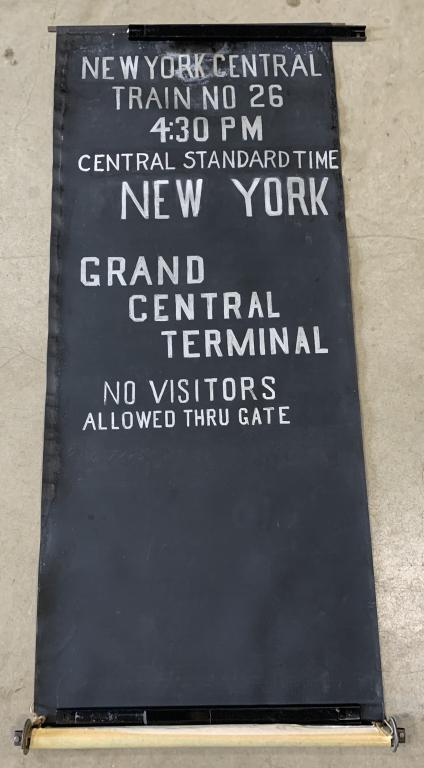 NEW YORK CENTRAL
TRAIN NO 26
4:30 PM
CENTRAL STANDARD TIME
NEW YORK
GRAND
CENTRAL
TERMINAL
NO VISITORS
ALLOWED THRU GATE